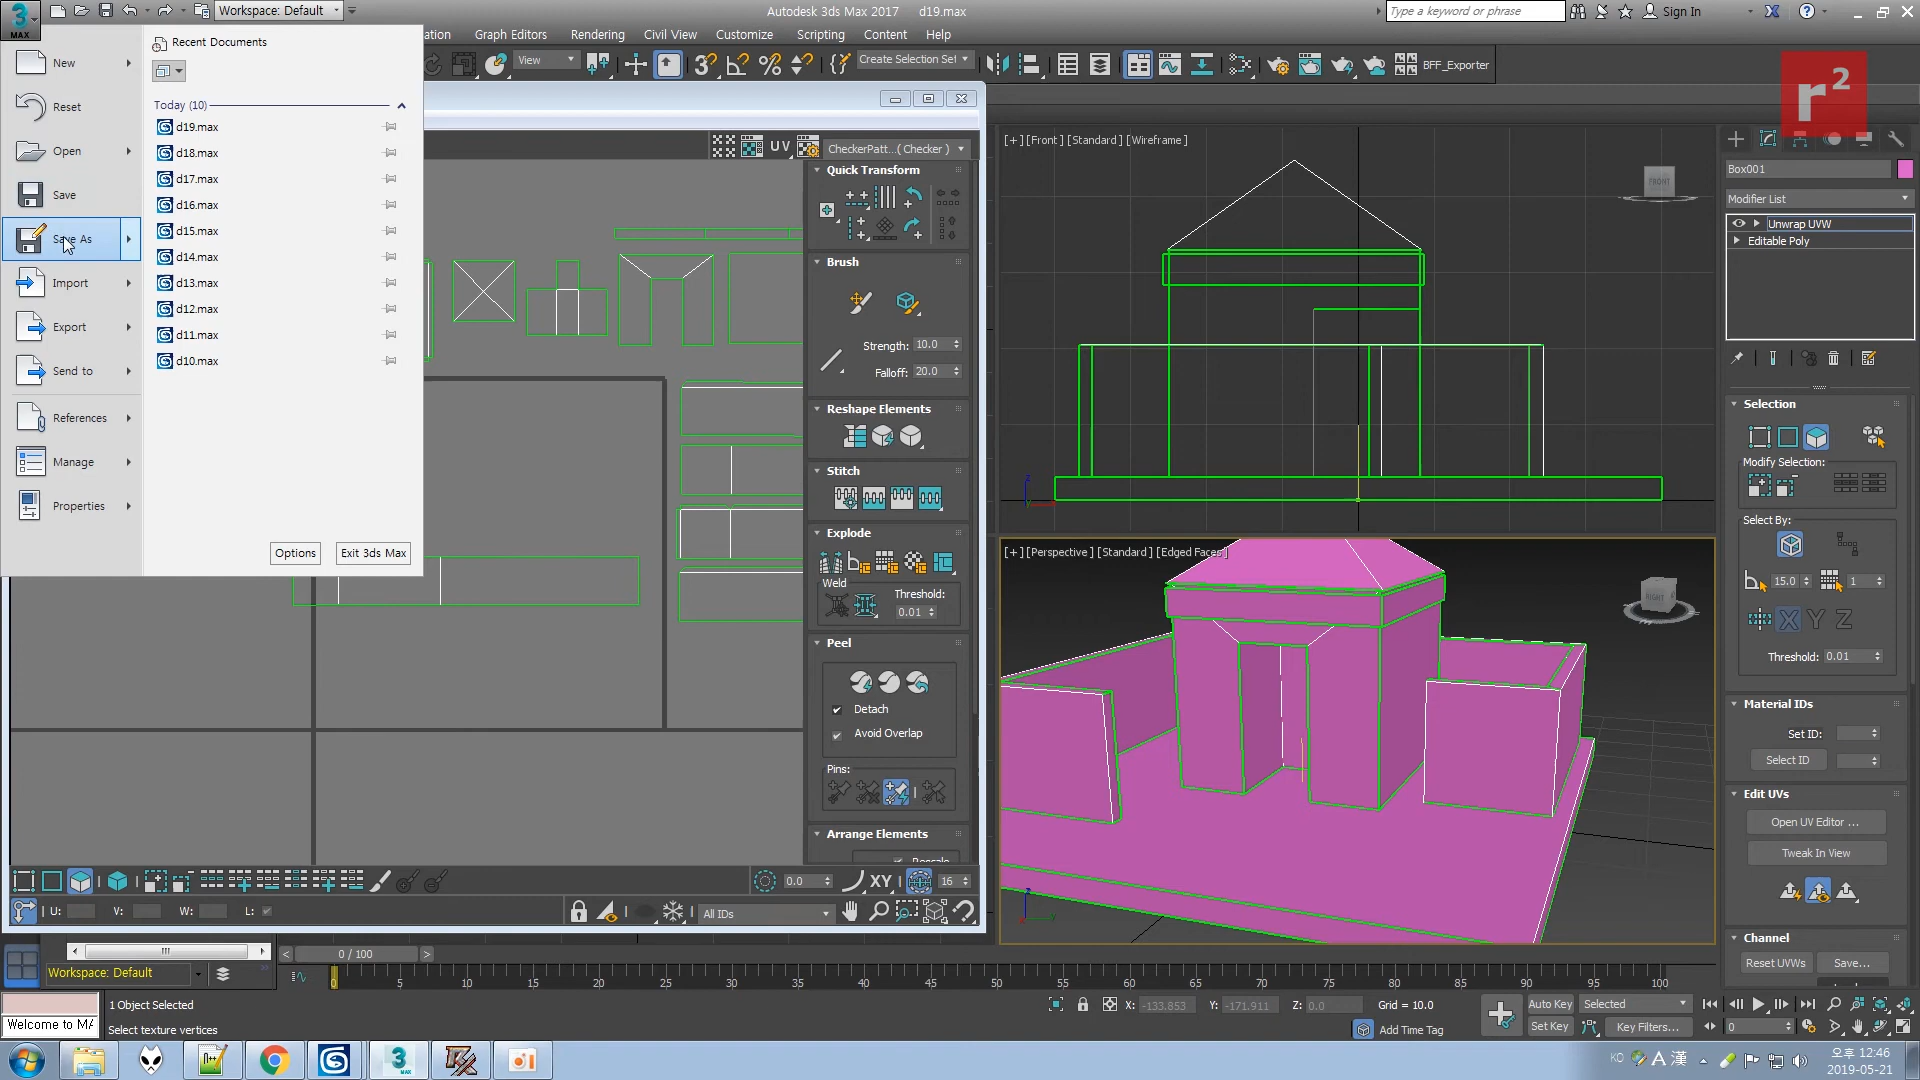 Workspace: Default
Autodesk 3ds Max 2017    d19.max
Type a keyword or phrase
Sign In
MAX
ation
Graph Editors
Rendering
Civil View
Customize
Scripting
Content
Help
View
Create Selection Set
BFF_Exporter
r²
New
Reset
Open
Save
Save As
Import
Export
Send to
References
Manage
Properties
Recent Documents
Today (10)
d19.max
d18.max
d17.max
d16.max
d15.max
d14.max
d13.max
d12.max
d11.max
d10.max
Options
Exit 3ds Max
UV
CheckerPatt...( Checker )
Quick Transform
Brush
Strength: 10.0
Falloff: 20.0
Reshape Elements
Stitch
Explode
Weld
Threshold:
0.01
Peel
Detach
Avoid Overlap
Pins:
Arrange Elements
Rescale
0.0
XY
16
U:
V:
W:
L:
All IDs
[+] [Front] [Standard] [Wireframe]
FRONT
[+] [Perspective] [Standard] [Edged Faces]
RIGHT
Box001
Modifier List
Unwrap UVW
Editable Poly
Selection
Modify Selection:
Select By:
15.0
1
X Y Z
Threshold: 0.01
Material IDs
Set ID:
Select ID
Edit UVs
Open UV Editor ...
Tweak In View
Channel
Reset UVWs
Save...
Workspace: Default
0 / 100
0 5 10 15 20 25 30 35 40 45 50 55 60 65 70 75 80 85 90 95 100
1 Object Selected
Welcome to MA
Select texture vertices
X: -133.853
Y: -171.911
Z: 0.0
Grid = 10.0
Add Time Tag
Auto Key
Selected
Set Key
Key Filters...
0
KO
A 漢
오후 12:46
2019-05-21